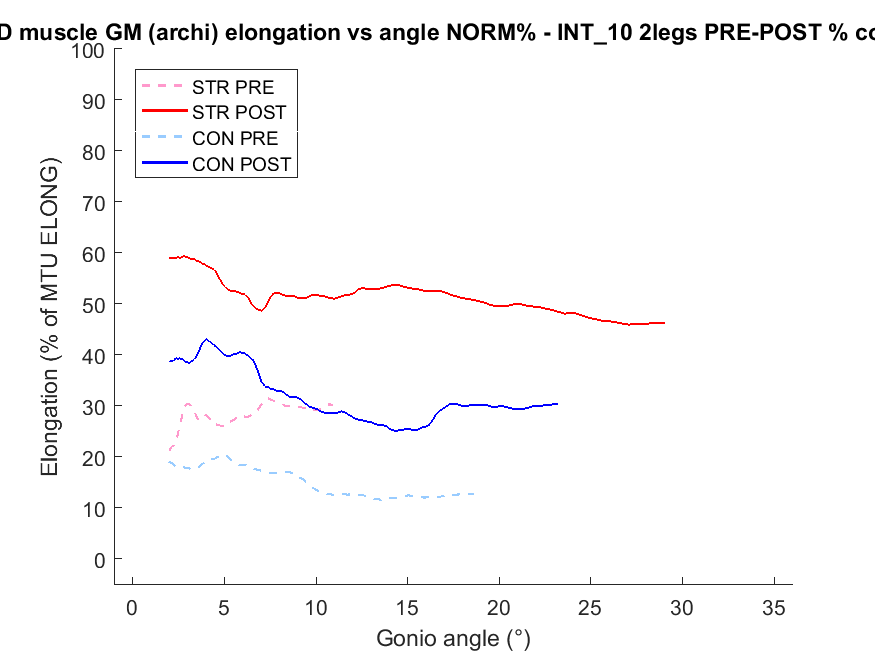 D muscle GM (archi) elongation vs angle NORM% - INT_10 2legs PRE-POST % co
100
90
80
70
60
50
40
30
20
10
0
Elongation (% of MTU ELONG)
STR PRE
STR POST
CON PRE
CON POST
0 5 10 15 20 25 30 35
Gonio angle (°)